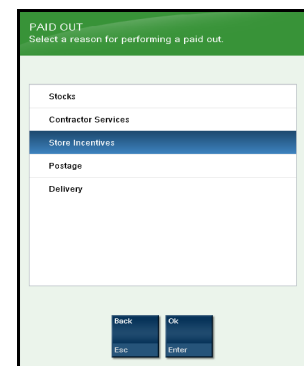 PAID OUT
Select a reason for performing a paid out.
Stocks
Contractor Services
Store Incentives
Postage
Delivery
Back Ok
Esc Enter